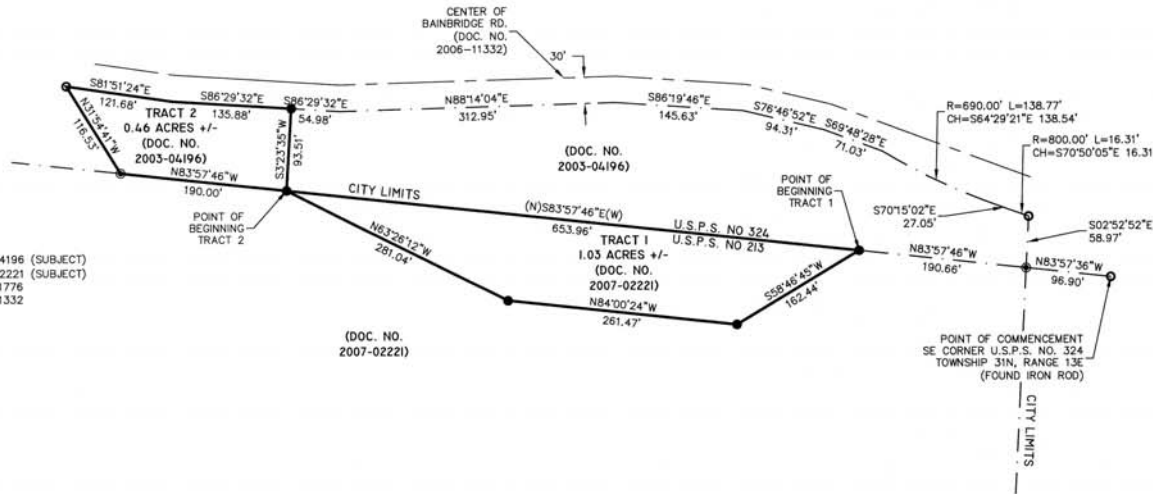 CENTER OF
BAINBRIDGE RD.
(DOC. NO.
2006-11332)
30'
S81°51'24"E
121.68'
S86°29'32"E
135.88'
S86°29'32"E
54.98'
N88°14'04"E
312.95'
S86°19'46"E
145.63'
S76°46'52"E
94.31'
S69°48'28"E
71.03'
R=690.00' L=138.77'
CH=S64°29'21"E 138.54'
R=800.00' L=16.31'
CH=S70°50'05"E 16.31
N31°54'41"W
116.53'
TRACT 2
0.46 ACRES +/-
(DOC. NO.
2003-04196)
S3°23'35"W
93.51'
(DOC. NO.
2003-04196)
POINT OF
BEGINNING
TRACT 1
S70°15'02"E
27.05'
S02°52'52"E
58.97'
N83°57'46"W
190.00'
CITY LIMITS
(N)S83°57'46"E(W)
653.96'
U.S.P.S. NO 324
U.S.P.S. NO 213
POINT OF
BEGINNING
TRACT 2
N63°26'12"W
281.04'
TRACT 1
1.03 ACRES +/-
(DOC. NO.
2007-02221)
S58°46'45"W
162.44'
N83°57'46"W
190.66'
N83°57'36"W
96.90'
4196 (SUBJECT)
2221 (SUBJECT)
1776
1332
N84°00'24"W
261.47'
(DOC. NO.
2007-02221)
POINT OF COMMENCEMENT
SE CORNER U.S.P.S. NO. 324
TOWNSHIP 31N, RANGE 13E
(FOUND IRON ROD)
CITY LIMITS